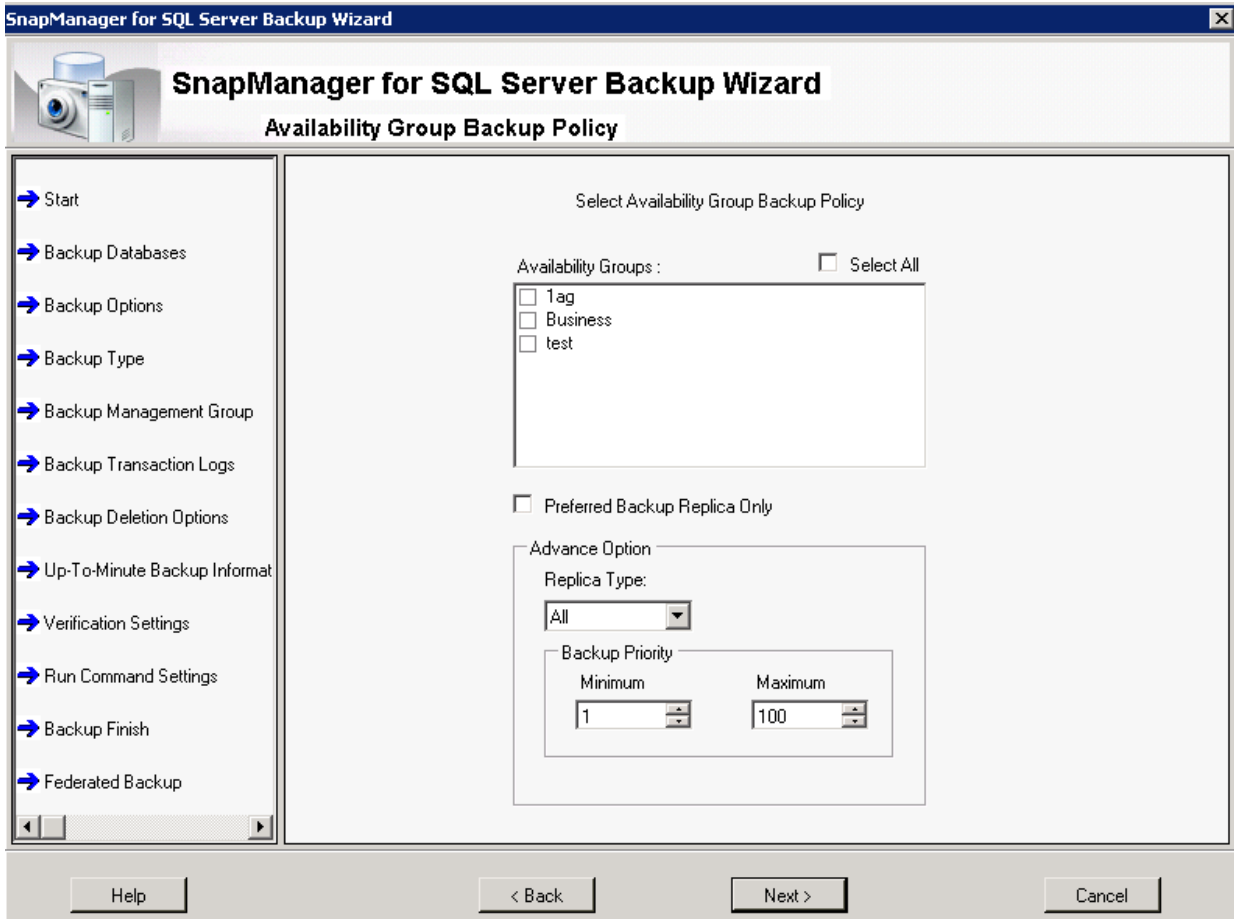 SnapManager for SQL Server Backup Wizard
SnapManager for SQL Server Backup Wizard
Availability Group Backup Policy
Start
Backup Databases
Backup Options
Backup Type
Backup Management Group
Backup Transaction Logs
Backup Deletion Options
Up-To-Minute Backup Informat
Verification Settings
Run Command Settings
Backup Finish
Federated Backup
Select Availability Group Backup Policy
Availability Groups : Select All
1ag
Business
test
Preferred Backup Replica Only
Advance Option
Replica Type:
All
Backup Priority
Minimum Maximum
1 100
Help < Back Next > Cancel